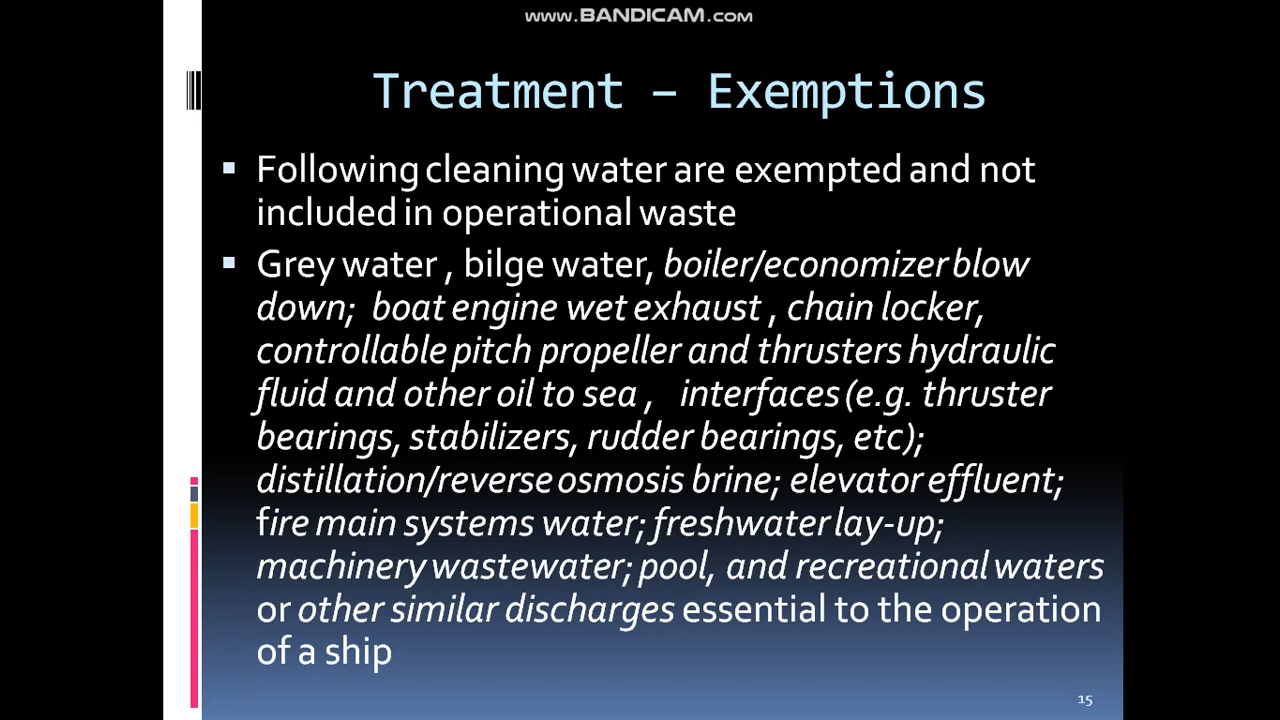 www.BANDICAM.com
Treatment – Exemptions
▪ Following cleaning water are exempted and not
included in operational waste
▪ Grey water , bilge water, boiler/economizer blow
down; boat engine wet exhaust , chain locker,
controllable pitch propeller and thrusters hydraulic
fluid and other oil to sea , interfaces (e.g. thruster
bearings, stabilizers, rudder bearings, etc);
distillation/reverse osmosis brine; elevator effluent;
fire main systems water; freshwater lay-up;
machinery wastewater; pool, and recreational waters
or other similar discharges essential to the operation
of a ship
15